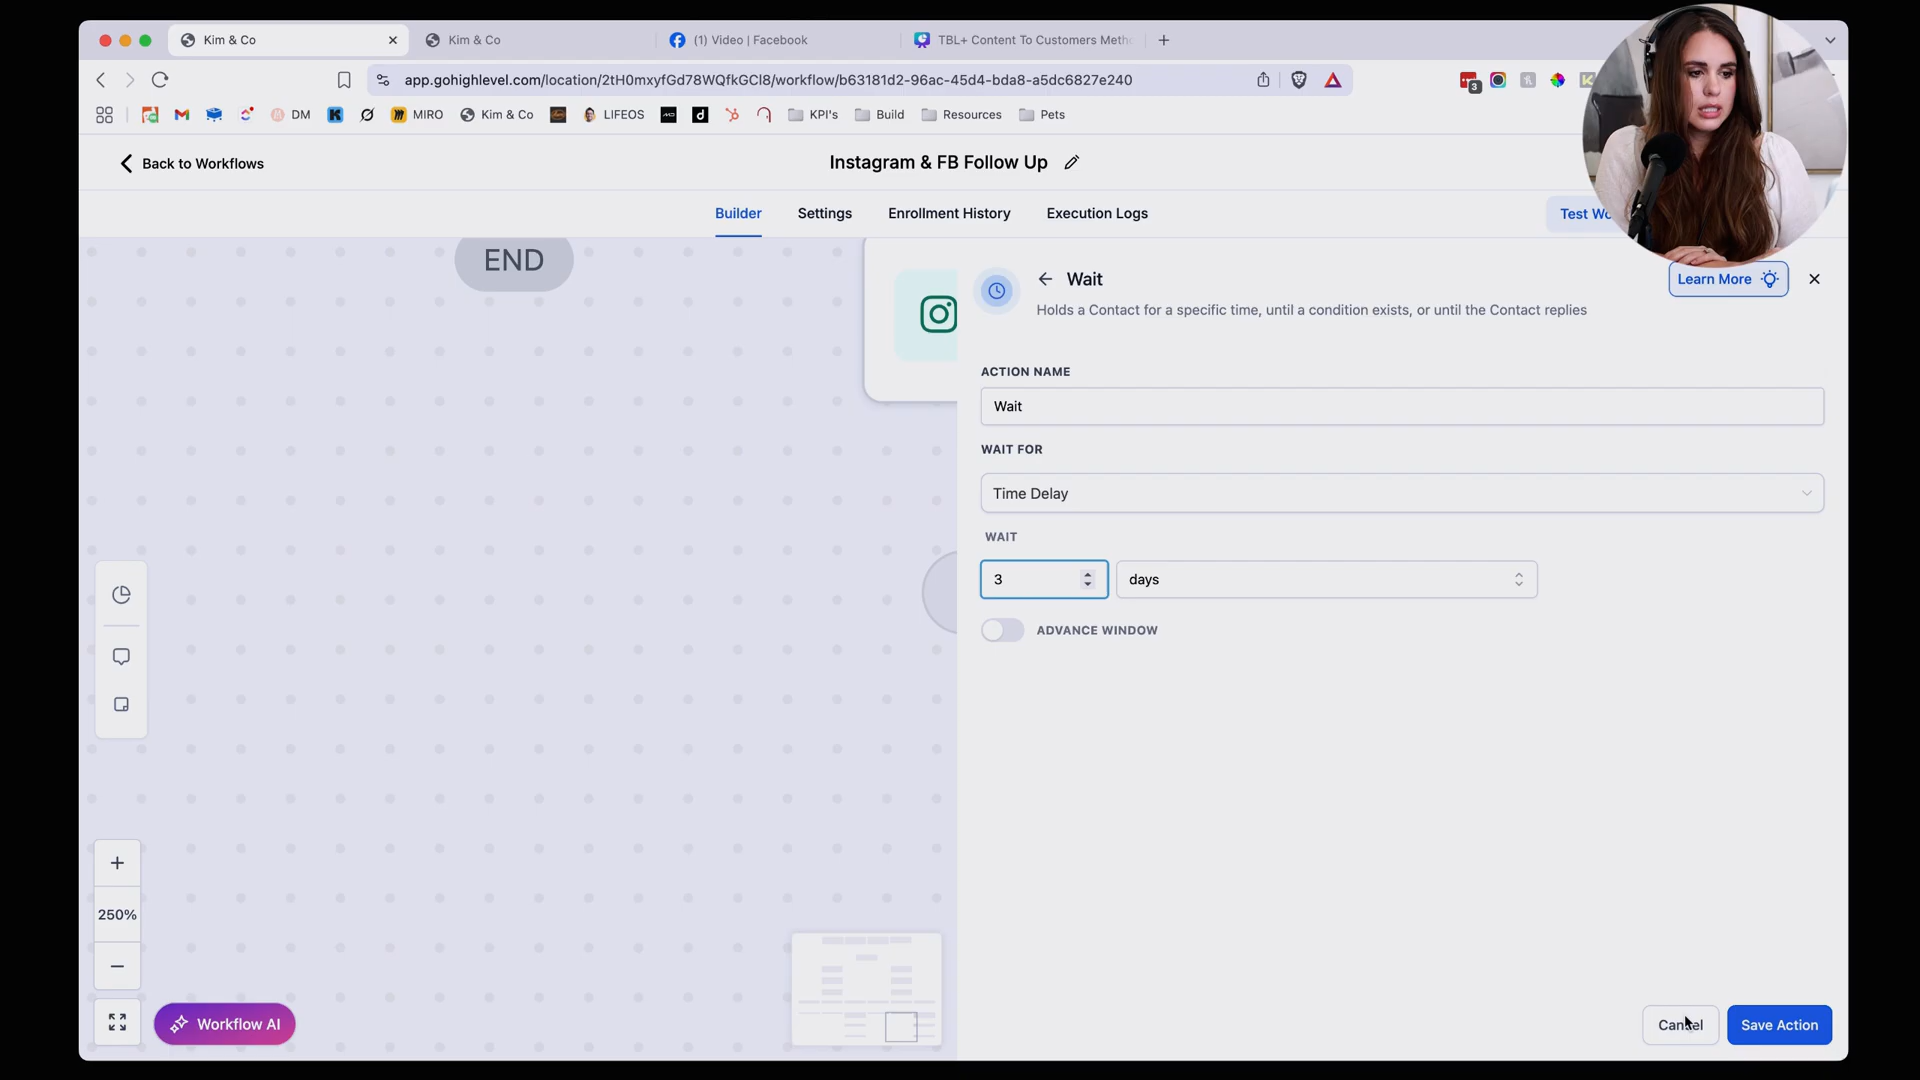 Kim & Co
Kim & Co
(1) Video | Facebook
TBL+ Content To Customers Meth
app.gohighlevel.com/location/2tH0mxyfGd78WQfkGCI8/workflow/b63181d2-96ac-45d4-bda8-a5dc6827e240
3
DM
MIRO
Kim & Co
LIFEOS
KPI's
Build
Resources
Pets
Back to Workflows
Instagram & FB Follow Up
Builder
Settings
Enrollment History
Execution Logs
Test Wo
END
Wait
Learn More
Holds a Contact for a specific time, until a condition exists, or until the Contact replies
ACTION NAME
Wait
WAIT FOR
Time Delay
WAIT
3
days
ADVANCE WINDOW
250%
Workflow AI
Cancel
Save Action